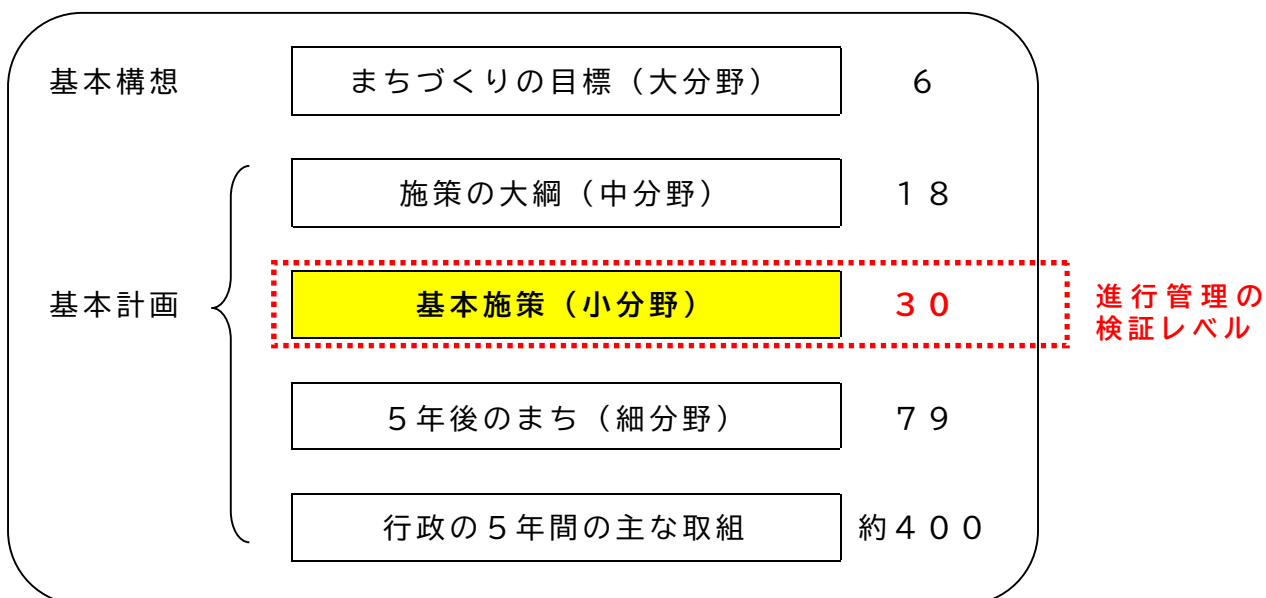 基本構想
まちづくりの目標(大分野)
6
施策の大綱(中分野)
18
基本計画
基本施策(小分野)
30
進行管理の
検証レベル
5年後のまち(細分野)
79
行政の5年間の主な取組
約400